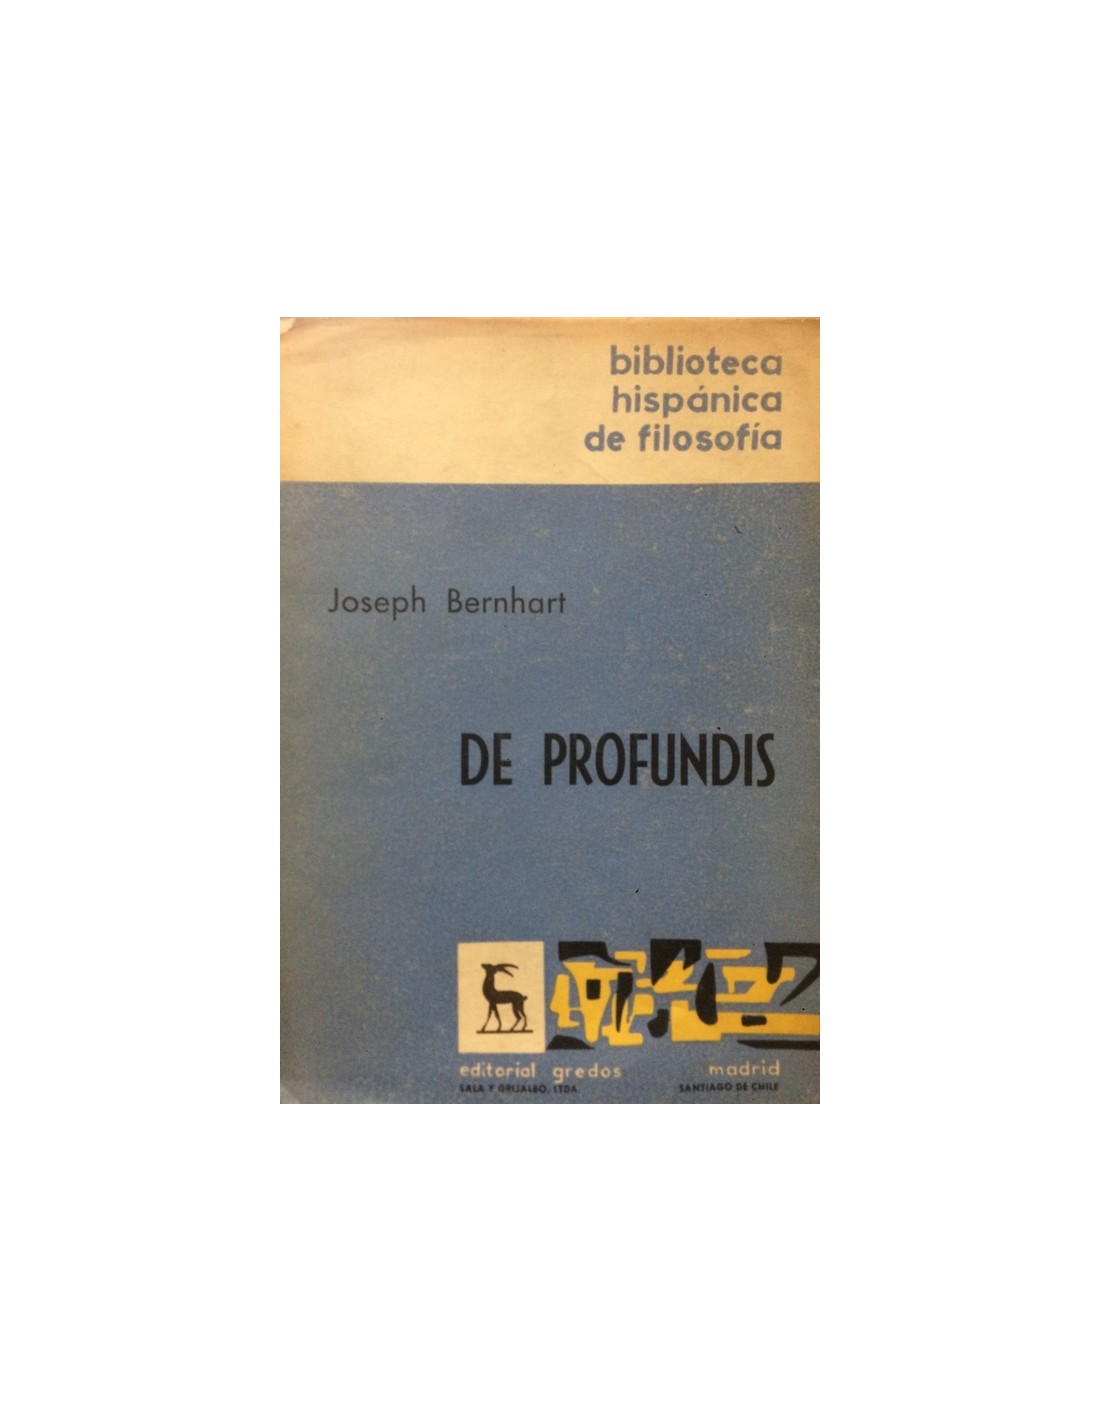 biblioteca
hispánica
de filosofía
Joseph Bernhart
DE PROFUNDIS
editorial gredos madrid
SALA Y GRIJALBO, LTDA. SANTIAGO DE CHILE